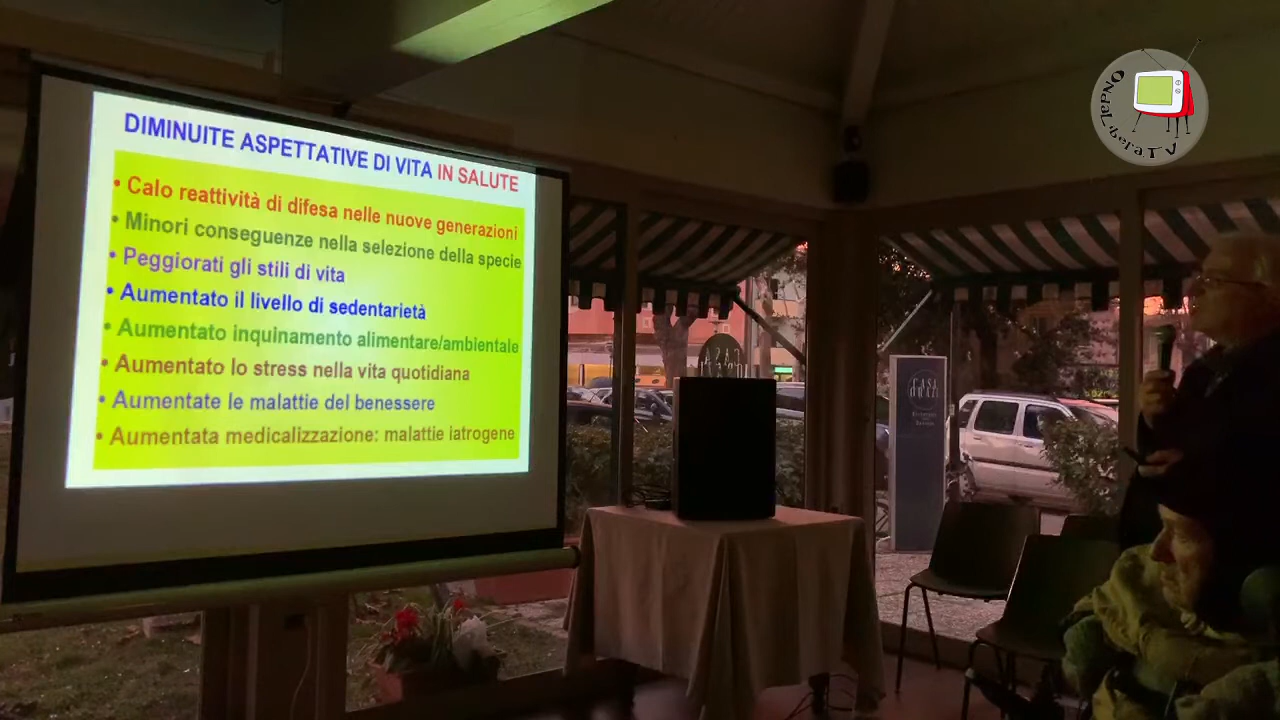 DIMINUITE ASPETTATIVE DI VITA IN SALUTE
• Calo reattività di difesa nelle nuove generazioni
• Minori conseguenze nella selezione della specie
• Peggiorati gli stili di vita
• Aumentato il livello di sedentarietà
• Aumentato inquinamento alimentare/ambientale
• Aumentato lo stress nella vita quotidiana
• Aumentate le malattie del benessere
• Aumentata medicalizzazione: malattie iatrogene
OndaLiberaTV